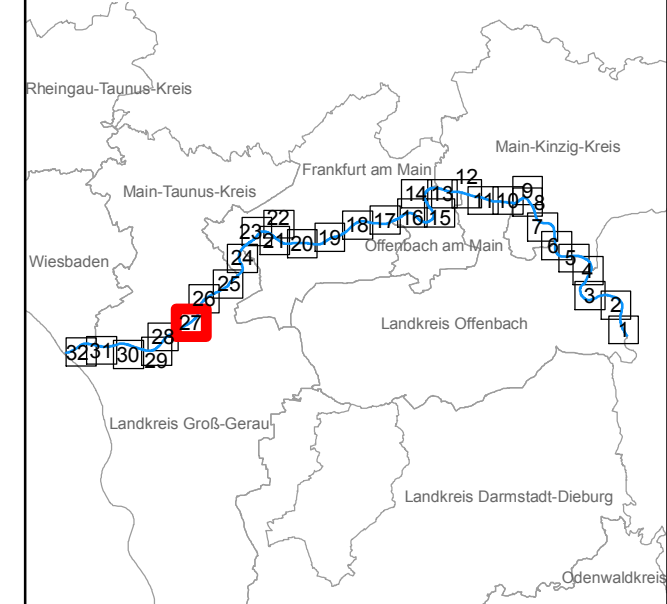 Rheingau-Taunus-Kreis
Main-Kinzig-Kreis
Frankfurt am Main
Main-Taunus-Kreis
12
14 13 11 10 9 8
22 23 21 20 19 18 17 16 15
7
Offenbach am Main
6
Wiesbaden
24
5
4
25
26
3
2
27
Landkreis Offenbach
1
28
32 31 30 29
Landkreis Groß-Gerau
Landkreis Darmstadt-Dieburg
Odenwaldkreis